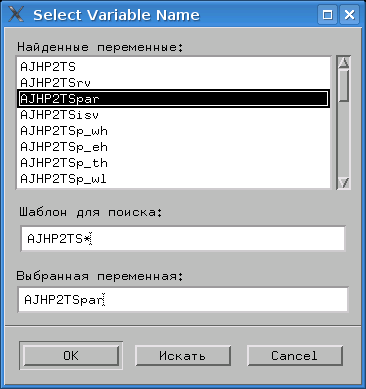 Select Variable Name
Найденные переменные:
AJHP2TS
AJHP2TSrv
AJHP2TSpar
AJHP2TSisv
AJHP2TSp_wh
AJHP2TSp_eh
AJHP2TSp_th
AJHP2TSp_wl
Шаблон для поиска:
AJHP2TS*
Выбранная переменная:
AJHP2TSpar
OK Искать Cancel